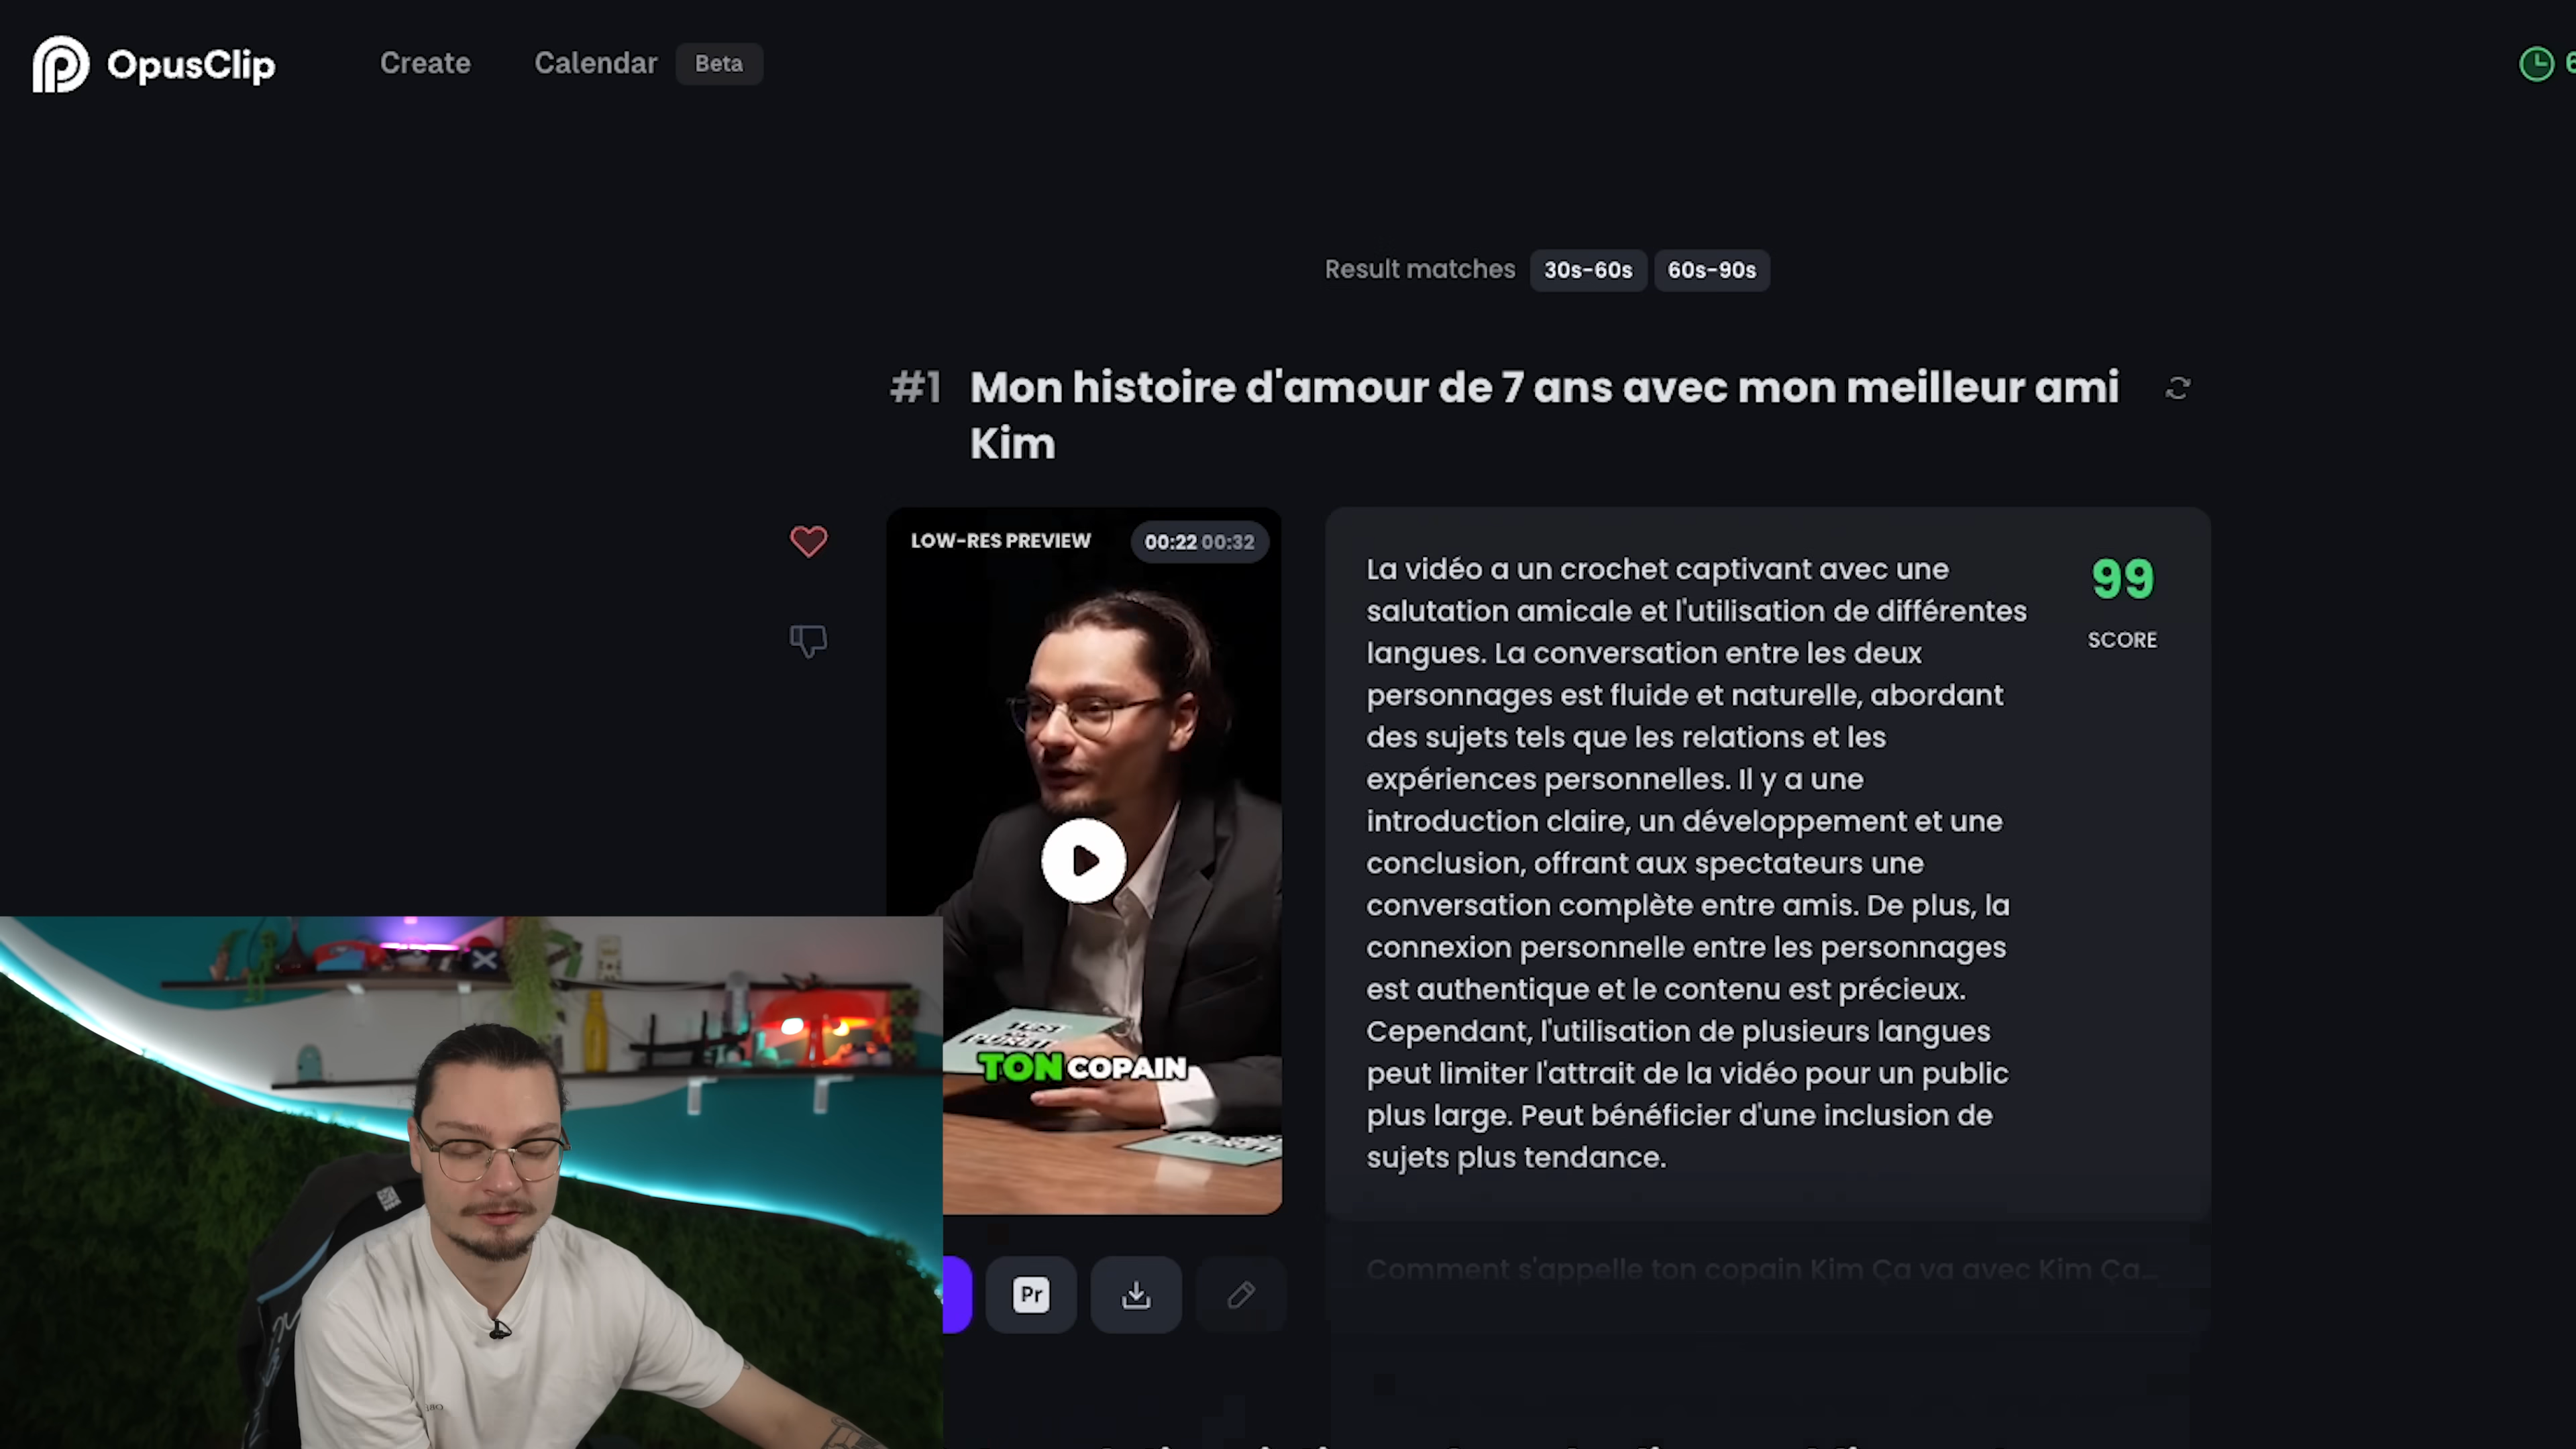 OpusClip
Create
Calendar
Beta
Result matches
30s-60s
60s-90s
#1 Mon histoire d'amour de 7 ans avec mon meilleur ami
Kim
LOW-RES PREVIEW
00:22 00:32
La vidéo a un crochet captivant avec une
salutation amicale et l'utilisation de différentes
langues. La conversation entre les deux
personnages est fluide et naturelle, abordant
des sujets tels que les relations et les
expériences personnelles. Il y a une
introduction claire, un développement et une
conclusion, offrant aux spectateurs une
conversation complète entre amis. De plus, la
connexion personnelle entre les personnages
est authentique et le contenu est précieux.
Cependant, l'utilisation de plusieurs langues
peut limiter l'attrait de la vidéo pour un public
plus large. Peut bénéficier d'une inclusion de
sujets plus tendance.
99
SCORE
TON COPAIN
Pr
Comment s'appelle ton copain Kim Ça va avec Kim Ça...